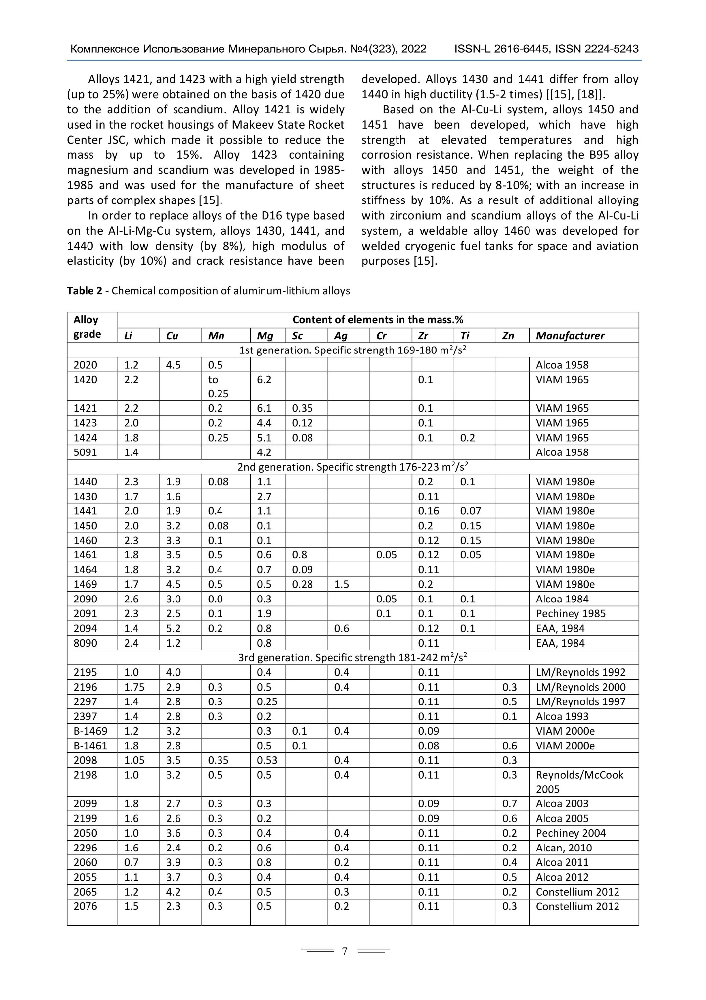 Комплексное Использование Минерального Сырья. №4(323), 2022 ISSN-L 2616-6445, ISSN 2224-5243
Alloys 1421, and 1423 with a high yield strength
(up to 25%) were obtained on the basis of 1420 due
to the addition of scandium. Alloy 1421 is widely
used in the rocket housings of Makeev State Rocket
Center JSC, which made it possible to reduce the
mass by up to 15%. Alloy 1423 containing
magnesium and scandium was developed in 1985-
1986 and was used for the manufacture of sheet
parts of complex shapes [15].
In order to replace alloys of the D16 type based
on the Al-Li-Mg-Cu system, alloys 1430, 1441, and
1440 with low density (by 8%), high modulus of
elasticity (by 10%) and crack resistance have been
developed. Alloys 1430 and 1441 differ from alloy
1440 in high ductility (1.5-2 times) [[15], [18]].
Based on the Al-Cu-Li system, alloys 1450 and
1451 have been developed, which have high
strength at elevated temperatures and high
corrosion resistance. When replacing the B95 alloy
with alloys 1450 and 1451, the weight of the
structures is reduced by 8-10%; with an increase in
stiffness by 10%. As a result of additional alloying
with zirconium and scandium alloys of the Al-Cu-Li
system, a weldable alloy 1460 was developed for
welded cryogenic fuel tanks for space and aviation
purposes [15].
Table 2 - Chemical composition of aluminum-lithium alloys
Alloy grade Content of elements in the mass.%
Li Cu Mn Mg Sc Ag Cr Zr Ti Zn Manufacturer
1st generation. Specific strength 169-180 m²/s²
2020 1.2 4.5 0.5 Alcoa 1958
1420 2.2 to 0.25 6.2 0.1 VIAM 1965
1421 2.2 0.2 6.1 0.35 0.1 VIAM 1965
1423 2.0 0.2 4.4 0.12 0.1 VIAM 1965
1424 1.8 0.25 5.1 0.08 0.1 0.2 VIAM 1965
5091 1.4 4.2 Alcoa 1958
2nd generation. Specific strength 176-223 m²/s²
1440 2.3 1.9 0.08 1.1 0.2 0.1 VIAM 1980e
1430 1.7 1.6 2.7 0.11 VIAM 1980e
1441 2.0 1.9 0.4 1.1 0.16 0.07 VIAM 1980e
1450 2.0 3.2 0.08 0.1 0.2 0.15 VIAM 1980e
1460 2.3 3.3 0.1 0.1 0.12 0.15 VIAM 1980e
1461 1.8 3.5 0.5 0.6 0.8 0.05 0.12 0.05 VIAM 1980e
1464 1.8 3.2 0.4 0.7 0.09 0.11 VIAM 1980e
1469 1.7 4.5 0.5 0.5 0.28 1.5 0.2 VIAM 1980e
2090 2.6 3.0 0.0 0.3 0.05 0.1 0.1 Alcoa 1984
2091 2.3 2.5 0.1 1.9 0.1 0.1 0.1 Pechiney 1985
2094 1.4 5.2 0.2 0.8 0.6 0.12 0.1 EAA, 1984
8090 2.4 1.2 0.8 0.11 EAA, 1984
3rd generation. Specific strength 181-242 m²/s²
2195 1.0 4.0 0.4 0.4 0.11 LM/Reynolds 1992
2196 1.75 2.9 0.3 0.5 0.4 0.11 0.3 LM/Reynolds 2000
2297 1.4 2.8 0.3 0.25 0.11 0.5 LM/Reynolds 1997
2397 1.4 2.8 0.3 0.2 0.11 0.1 Alcoa 1993
B-1469 1.2 3.2 0.3 0.1 0.4 0.09 VIAM 2000e
B-1461 1.8 2.8 0.5 0.1 0.08 0.6 VIAM 2000e
2098 1.05 3.5 0.35 0.53 0.4 0.11 0.3
2198 1.0 3.2 0.5 0.5 0.4 0.11 0.3 Reynolds/McCook 2005
2099 1.8 2.7 0.3 0.3 0.09 0.7 Alcoa 2003
2199 1.6 2.6 0.3 0.2 0.09 0.6 Alcoa 2005
2050 1.0 3.6 0.3 0.4 0.4 0.11 0.2 Pechiney 2004
2296 1.6 2.4 0.2 0.6 0.4 0.11 0.2 Alcan, 2010
2060 0.7 3.9 0.3 0.8 0.2 0.11 0.4 Alcoa 2011
2055 1.1 3.7 0.3 0.4 0.4 0.11 0.5 Alcoa 2012
2065 1.2 4.2 0.4 0.5 0.3 0.11 0.2 Constellium 2012
2076 1.5 2.3 0.3 0.5 0.2 0.11 0.3 Constellium 2012
7